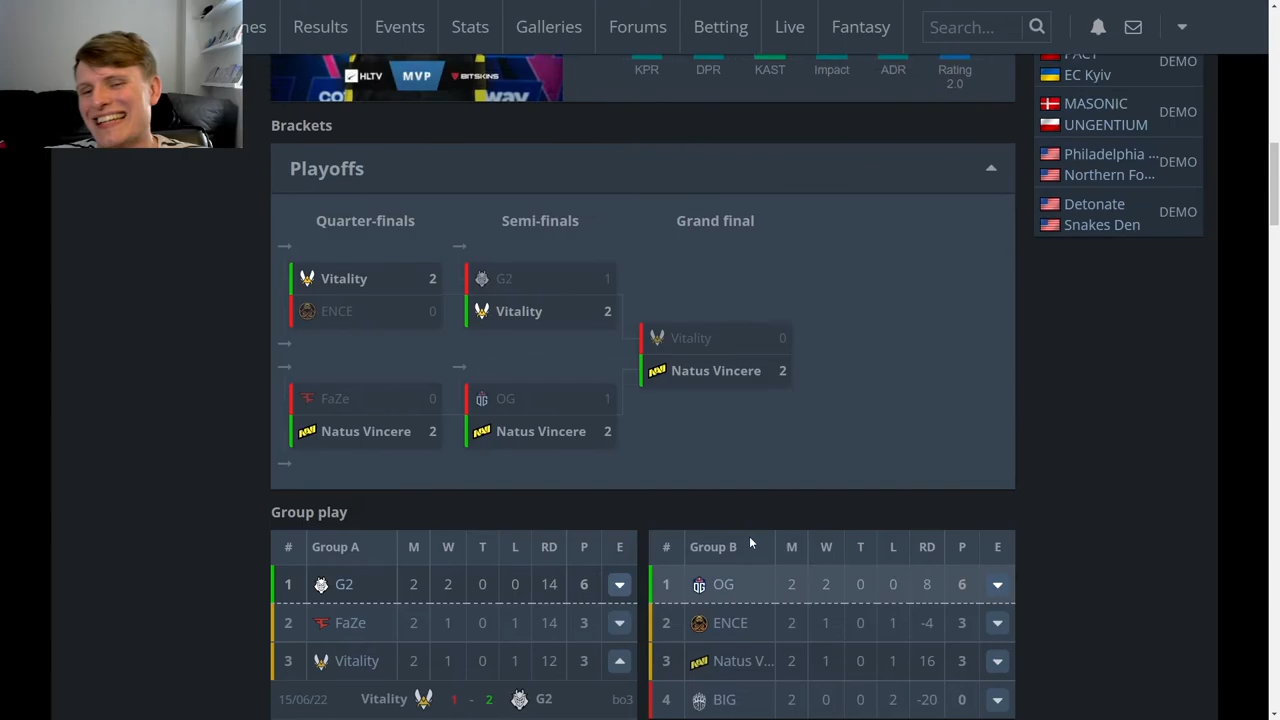 nes Results Events Stats Galleries Forums Betting Live Fantasy Search...
HLTV MVP BITSKINS
KPR DPR KAST Impact ADR Rating 2.0
EC Kyiv DEMO
MASONIC
UNGENTIUM DEMO
Philadelphia ...
Northern Fo... DEMO
Detonate
Snakes Den DEMO
Brackets
Playoffs
Quarter-finals Semi-finals Grand final
Vitality 2
ENCE 0
FaZe 0
Natus Vincere 2
G2 1
Vitality 2
OG 1
Natus Vincere 2
Vitality 0
Natus Vincere 2
Group play
# Group A M W T L RD P E
1 G2 2 2 0 0 14 6
2 FaZe 2 1 0 1 14 3
3 Vitality 2 1 0 1 12 3
15/06/22 Vitality 1 - 2 G2 bo3
# Group B M W T L RD P E
1 OG 2 2 0 0 8 6
2 ENCE 2 1 0 1 -4 3
3 Natus V... 2 1 0 1 16 3
4 BIG 2 0 0 2 -20 0